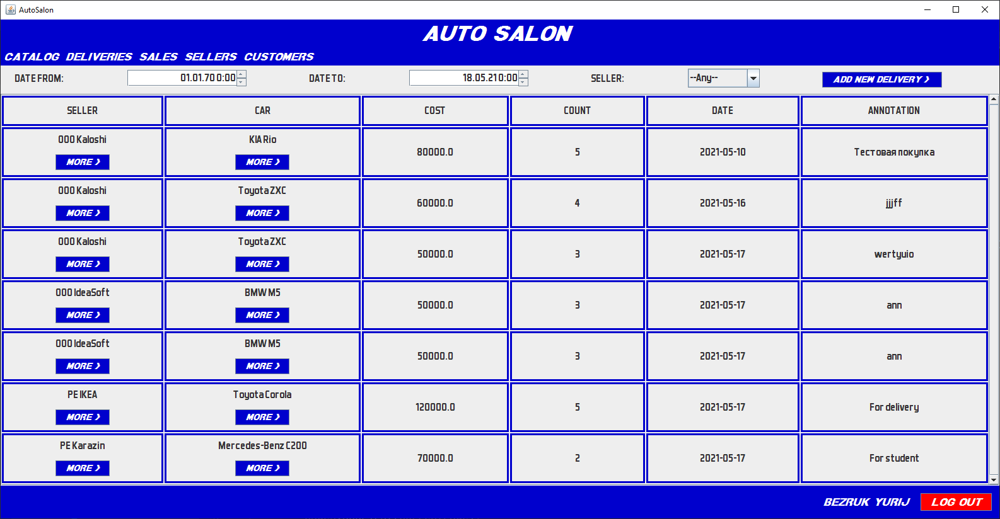 AutoSalon
AUTO SALON
CATALOG DELIVERIES SALES SELLERS CUSTOMERS
DATE FROM: 01.01.70 0:00 DATE TO: 18.05.21 0:00 SELLER: --Any-- ADD NEW DELIVERY ❯
SELLER CAR COST COUNT DATE ANNOTATION
OOO Kaloshi KIA Rio 80000.0 5 2021-05-10 Тестовая покупка
MORE ❯ MORE ❯
OOO Kaloshi Toyota ZXC 60000.0 4 2021-05-16 jjjff
MORE ❯ MORE ❯
OOO Kaloshi Toyota ZXC 50000.0 3 2021-05-17 wertyuio
MORE ❯ MORE ❯
OOO IdeaSoft BMW M5 50000.0 3 2021-05-17 ann
MORE ❯ MORE ❯
OOO IdeaSoft BMW M5 50000.0 3 2021-05-17 ann
MORE ❯ MORE ❯
PE IKEA Toyota Corola 120000.0 5 2021-05-17 For delivery
MORE ❯ MORE ❯
PE Karazin Mercedes-Benz C200 70000.0 2 2021-05-17 For student
MORE ❯ MORE ❯
BEZRUK YURIJ LOG OUT